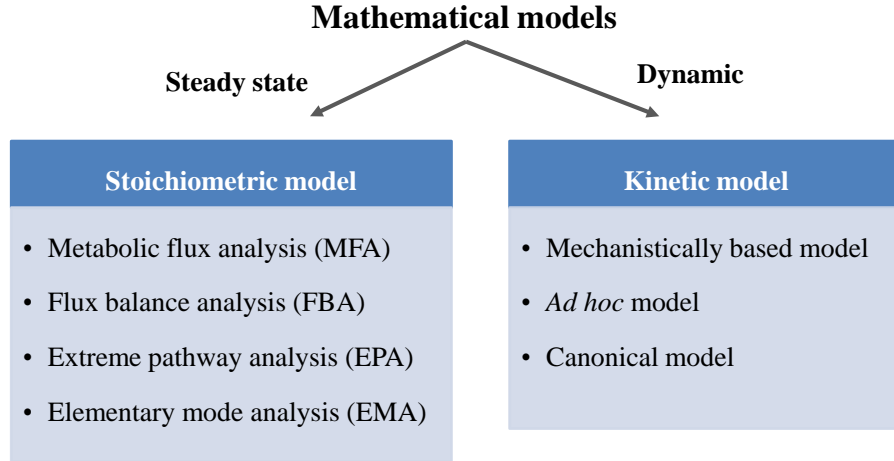 Mathematical models
Steady state
Dynamic
Stoichiometric model
• Metabolic flux analysis (MFA)
• Flux balance analysis (FBA)
• Extreme pathway analysis (EPA)
• Elementary mode analysis (EMA)
Kinetic model
• Mechanistically based model
• Ad hoc model
• Canonical model